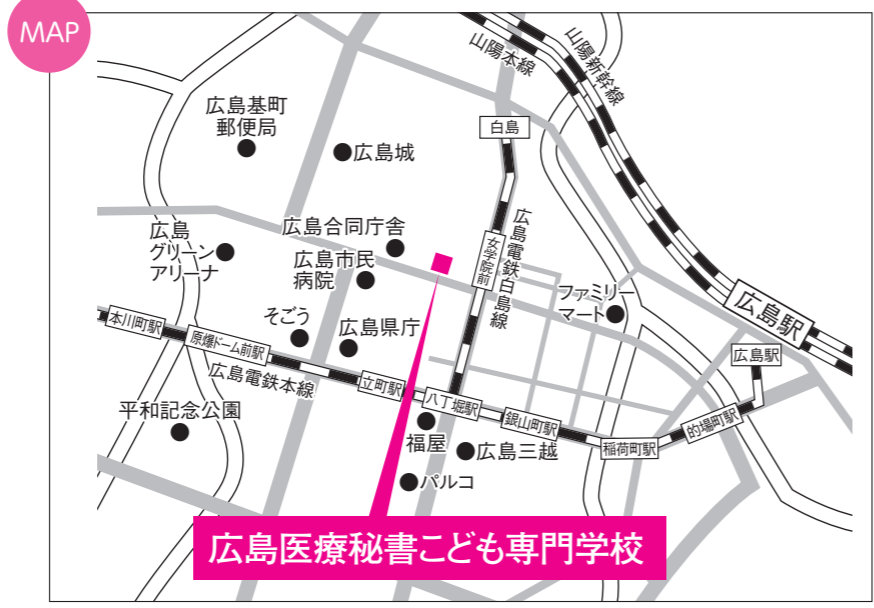 MAP
山陽本線
山陽新幹線
広島基町
郵便局
広島城
白島
広島
グリーン
アリーナ
広島合同庁舎
広島市民
病院
女学院前
広島電鉄白島線
ファミリー
マート
広島駅
本川町駅
原爆ドーム前駅
そごう
広島県庁
広島駅
広島電鉄本線
立町駅
八丁堀駅
銀山町駅
稲荷町駅
的場町駅
平和記念公園
福屋
広島三越
パルコ
広島医療秘書こども専門学校